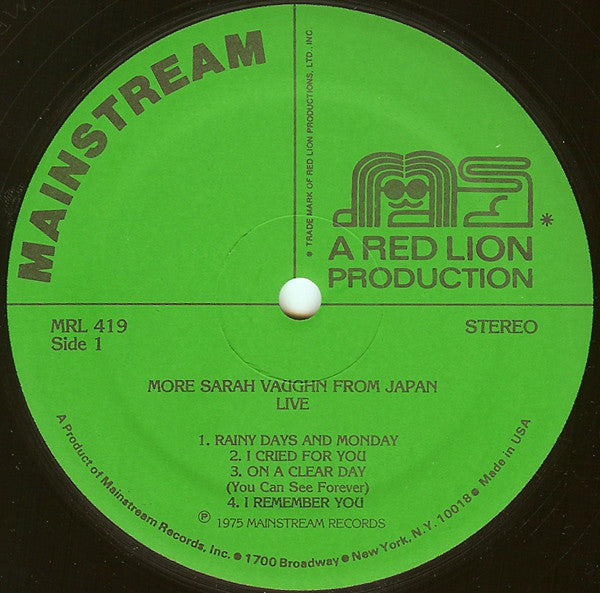 MAINSTREAM
● TRADE MARK OF RED LION PRODUCTIONS, LTD., INC
MS*
A RED LION
PRODUCTION
MRL 419
Side 1
STEREO
MORE SARAH VAUGHN FROM JAPAN
LIVE
1. RAINY DAYS AND MONDAY
2. I CRIED FOR YOU
3. ON A CLEAR DAY
(You Can See Forever)
4. I REMEMBER YOU
℗ 1975 MAINSTREAM RECORDS
A Product of Mainstream Records, Inc. ● 1700 Broadway ● New York, N.Y. 10018 ● Made in USA